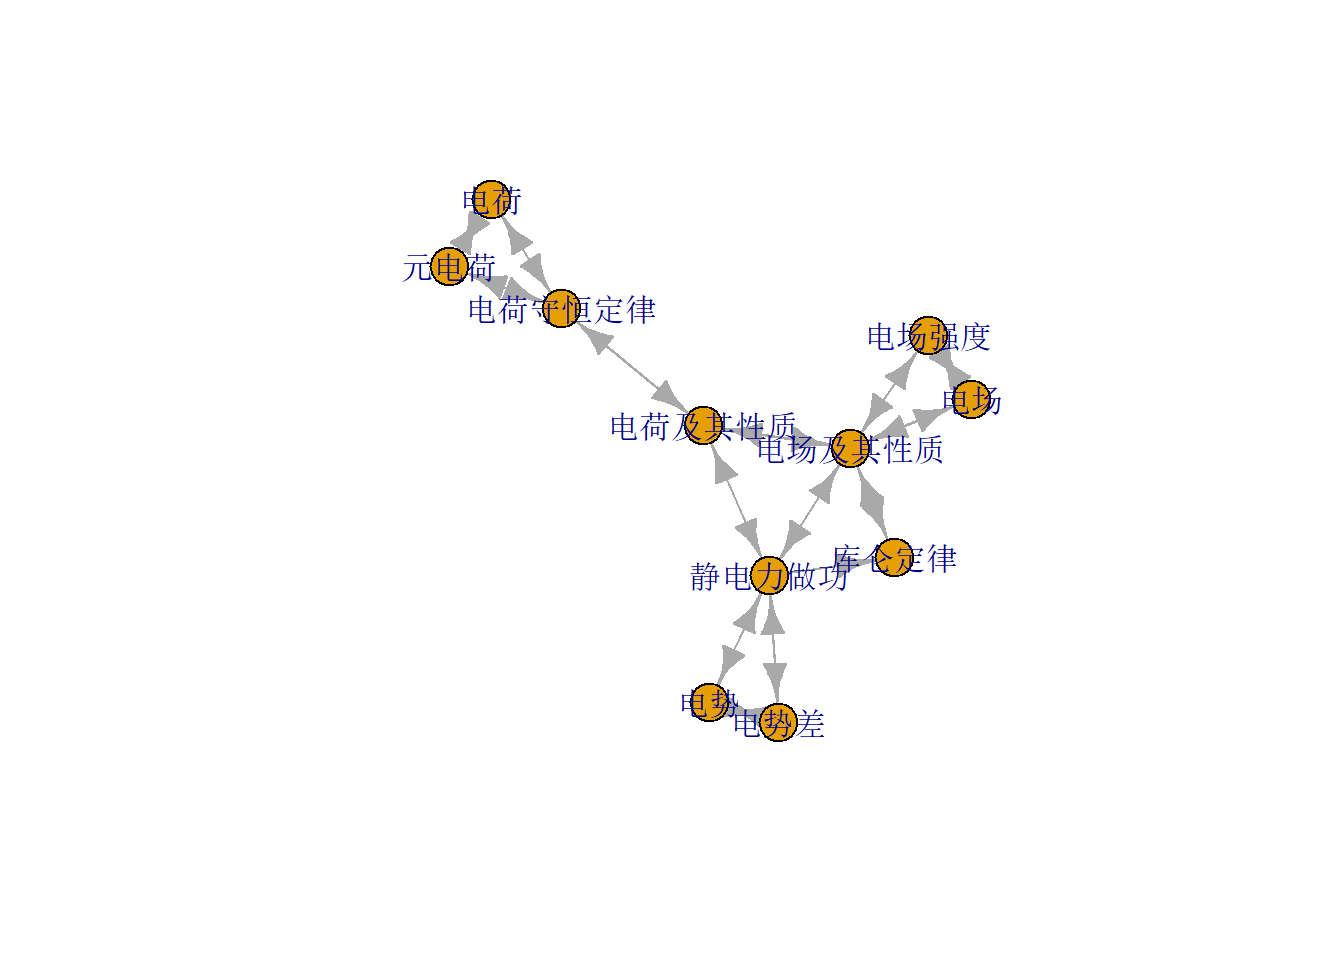 电荷
元电荷
电荷守恒定律
电场强度
电场
电荷及其性质
电场及其性质
库仑定律
静电力做功
电势
电势差